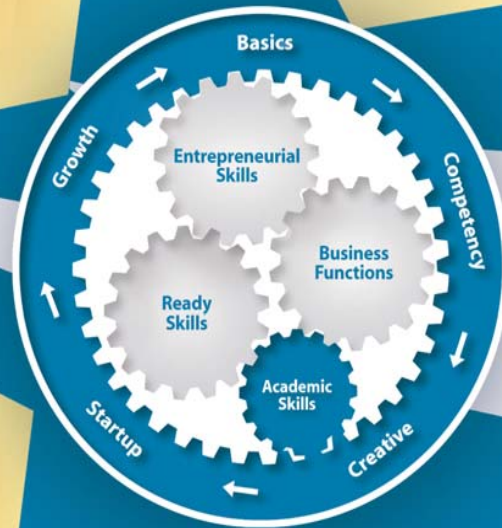 Basics
Growth
Competency
Entrepreneurial
Skills
Business
Functions
Ready
Skills
Academic
Skills
Startup
Creative